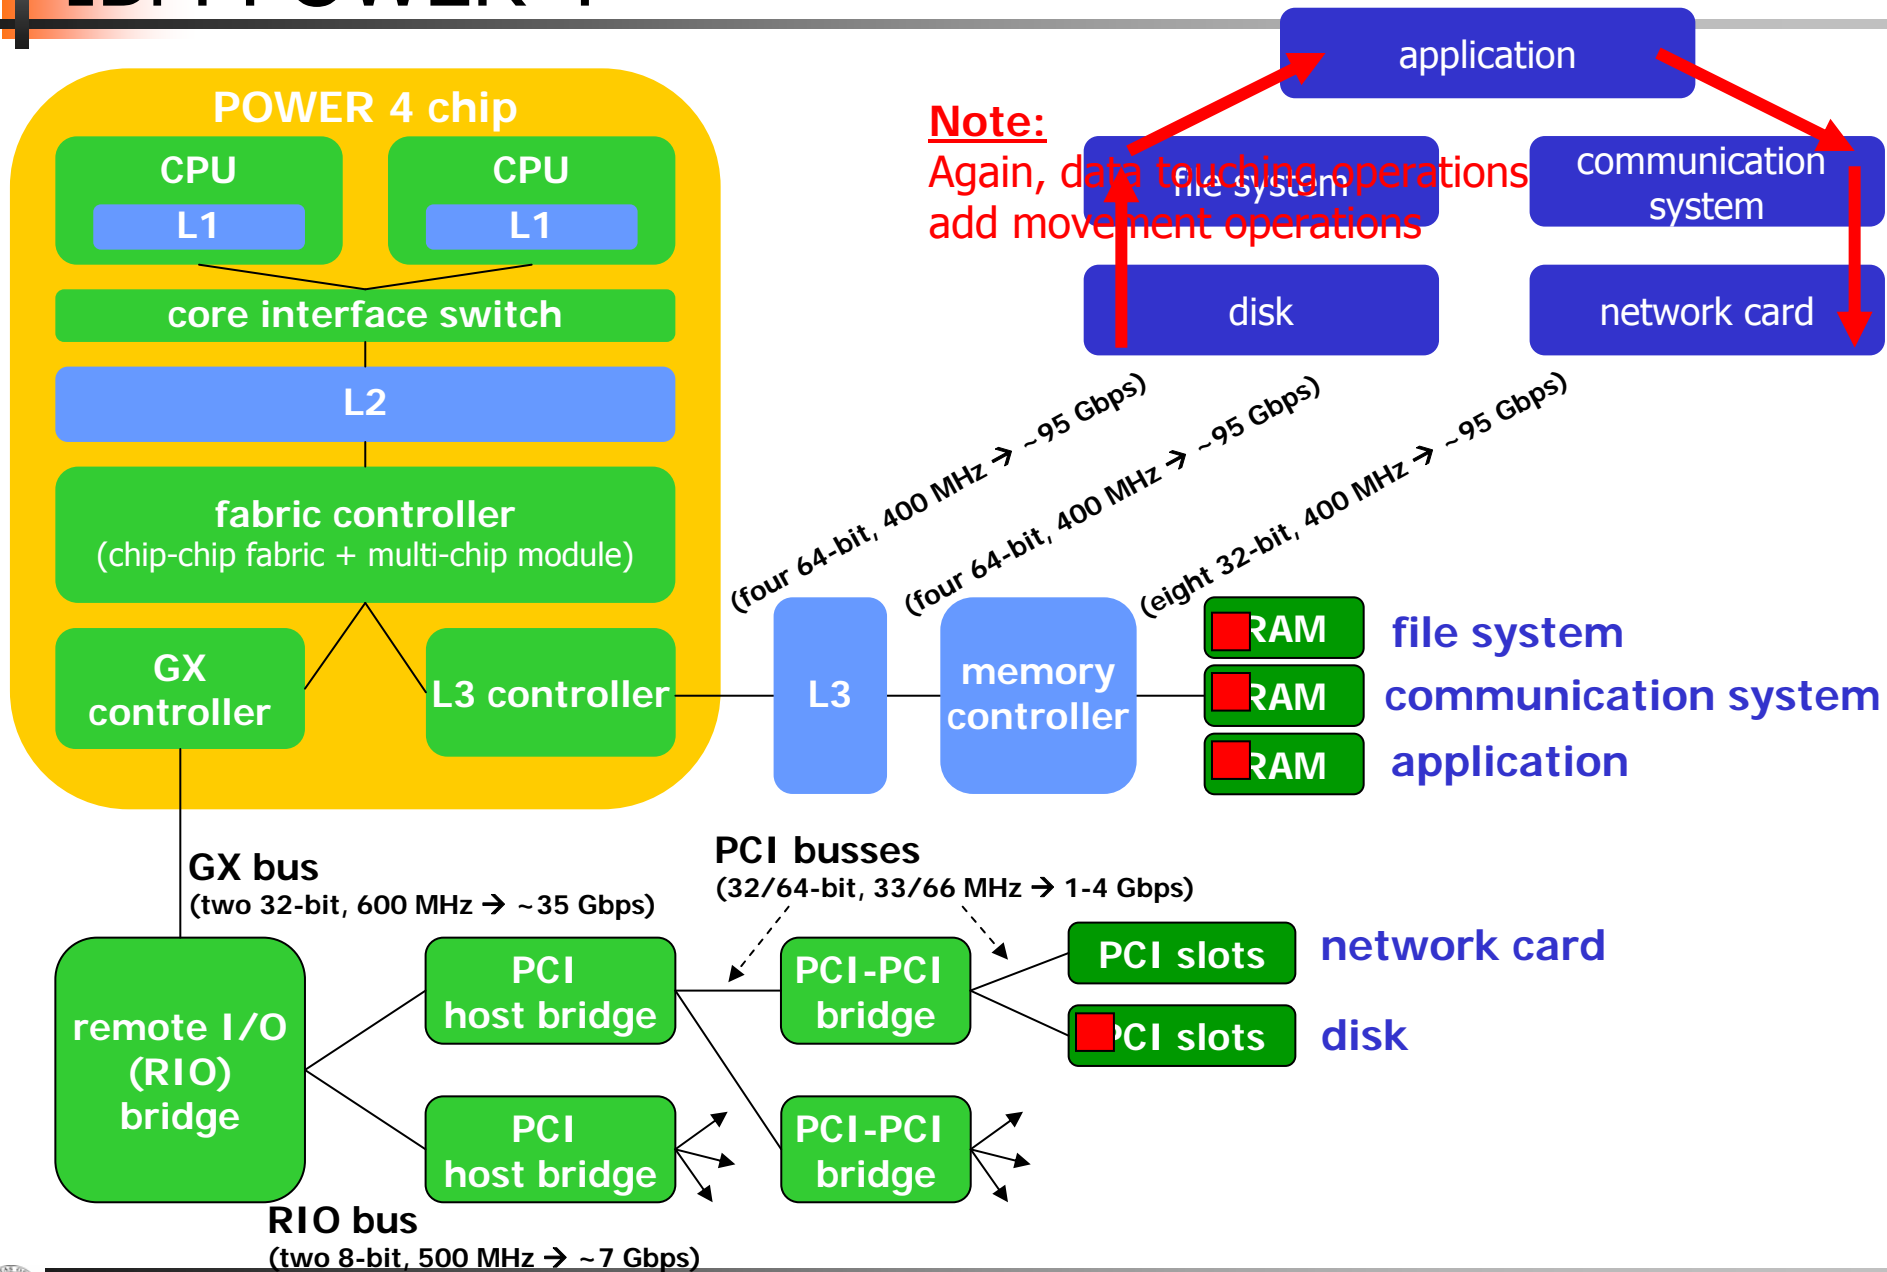 IBM POWER 4
POWER 4 chip
CPU
L1
CPU
L1
core interface switch
L2
fabric controller
(chip-chip fabric + multi-chip module)
GX
controller
L3 controller
application
Note:
Again, data touching operations
add movement operations
file system
communication
system
disk
network card
(four 64-bit, 400 MHz → ~95 Gbps)
(four 64-bit, 400 MHz → ~95 Gbps)
(eight 32-bit, 400 MHz → ~95 Gbps)
L3
memory
controller
RAM
file system
RAM
communication system
RAM
application
GX bus
(two 32-bit, 600 MHz → ~35 Gbps)
PCI busses
(32/64-bit, 33/66 MHz → 1-4 Gbps)
remote I/O
(RIO)
bridge
PCI
host bridge
PCI-PCI
bridge
PCI slots
network card
PCI slots
disk
PCI
host bridge
PCI-PCI
bridge
RIO bus
(two 8-bit, 500 MHz → ~7 Gbps)